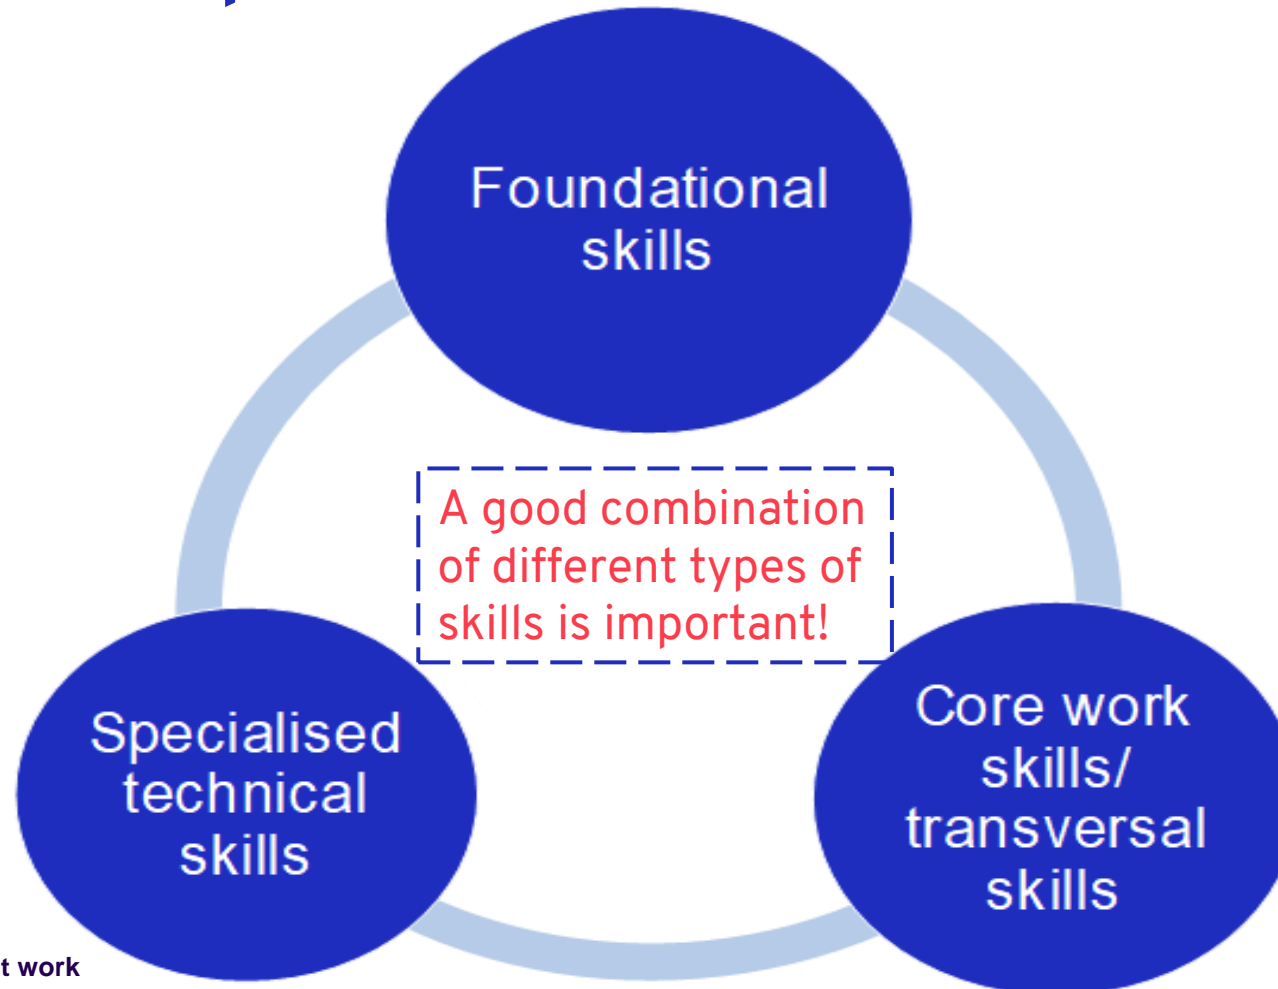 Foundational
skills
A good combination
of different types of
skills is important!
Specialised
technical
skills
Core work
skills/
transversal
skills
t work